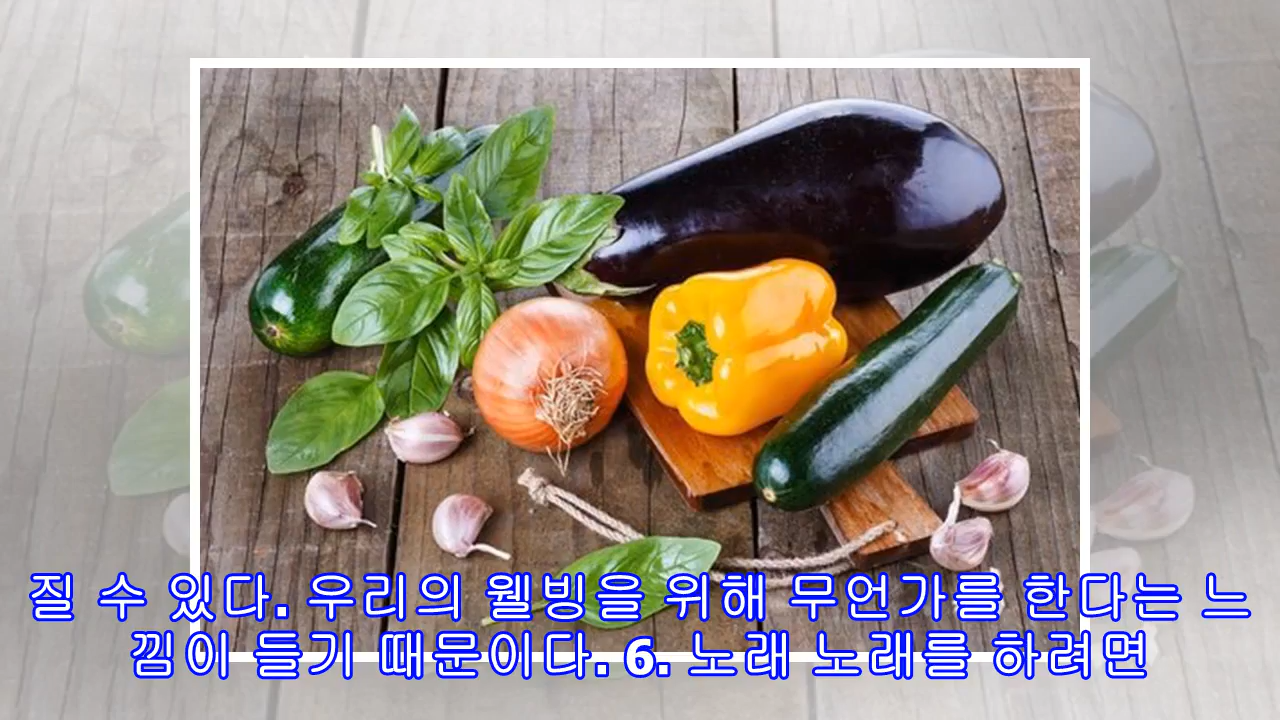 질 수 있다. 우리의 웰빙을 위해 무언가를 한다는 느
낌이 들기 때문이다. 6. 노래 노래를 하려면